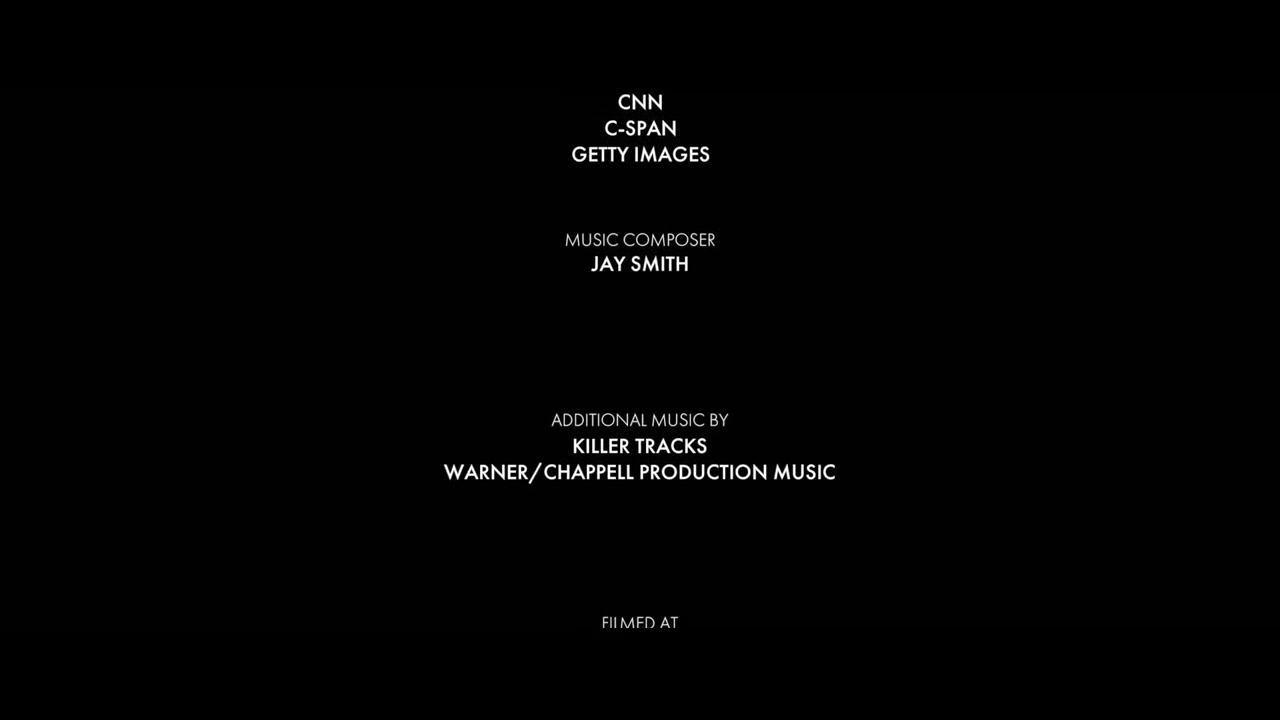 CNN
C-SPAN
GETTY IMAGES
MUSIC COMPOSER
JAY SMITH
ADDITIONAL MUSIC BY
KILLER TRACKS
WARNER/CHAPPELL PRODUCTION MUSIC
FILMED AT